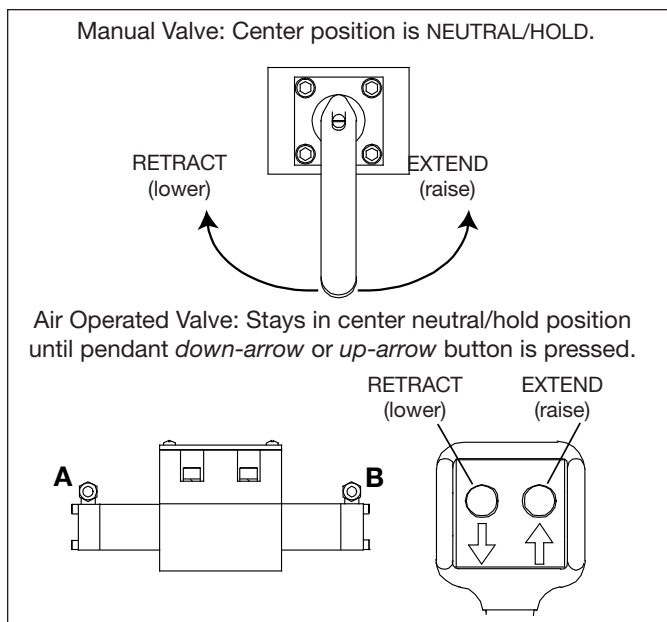 Manual Valve: Center position is NEUTRAL/HOLD.
RETRACT
(lower)
EXTEND
(raise)
Air Operated Valve: Stays in center neutral/hold position
until pendant down-arrow or up-arrow button is pressed.
RETRACT
(lower)
EXTEND
(raise)
A
B